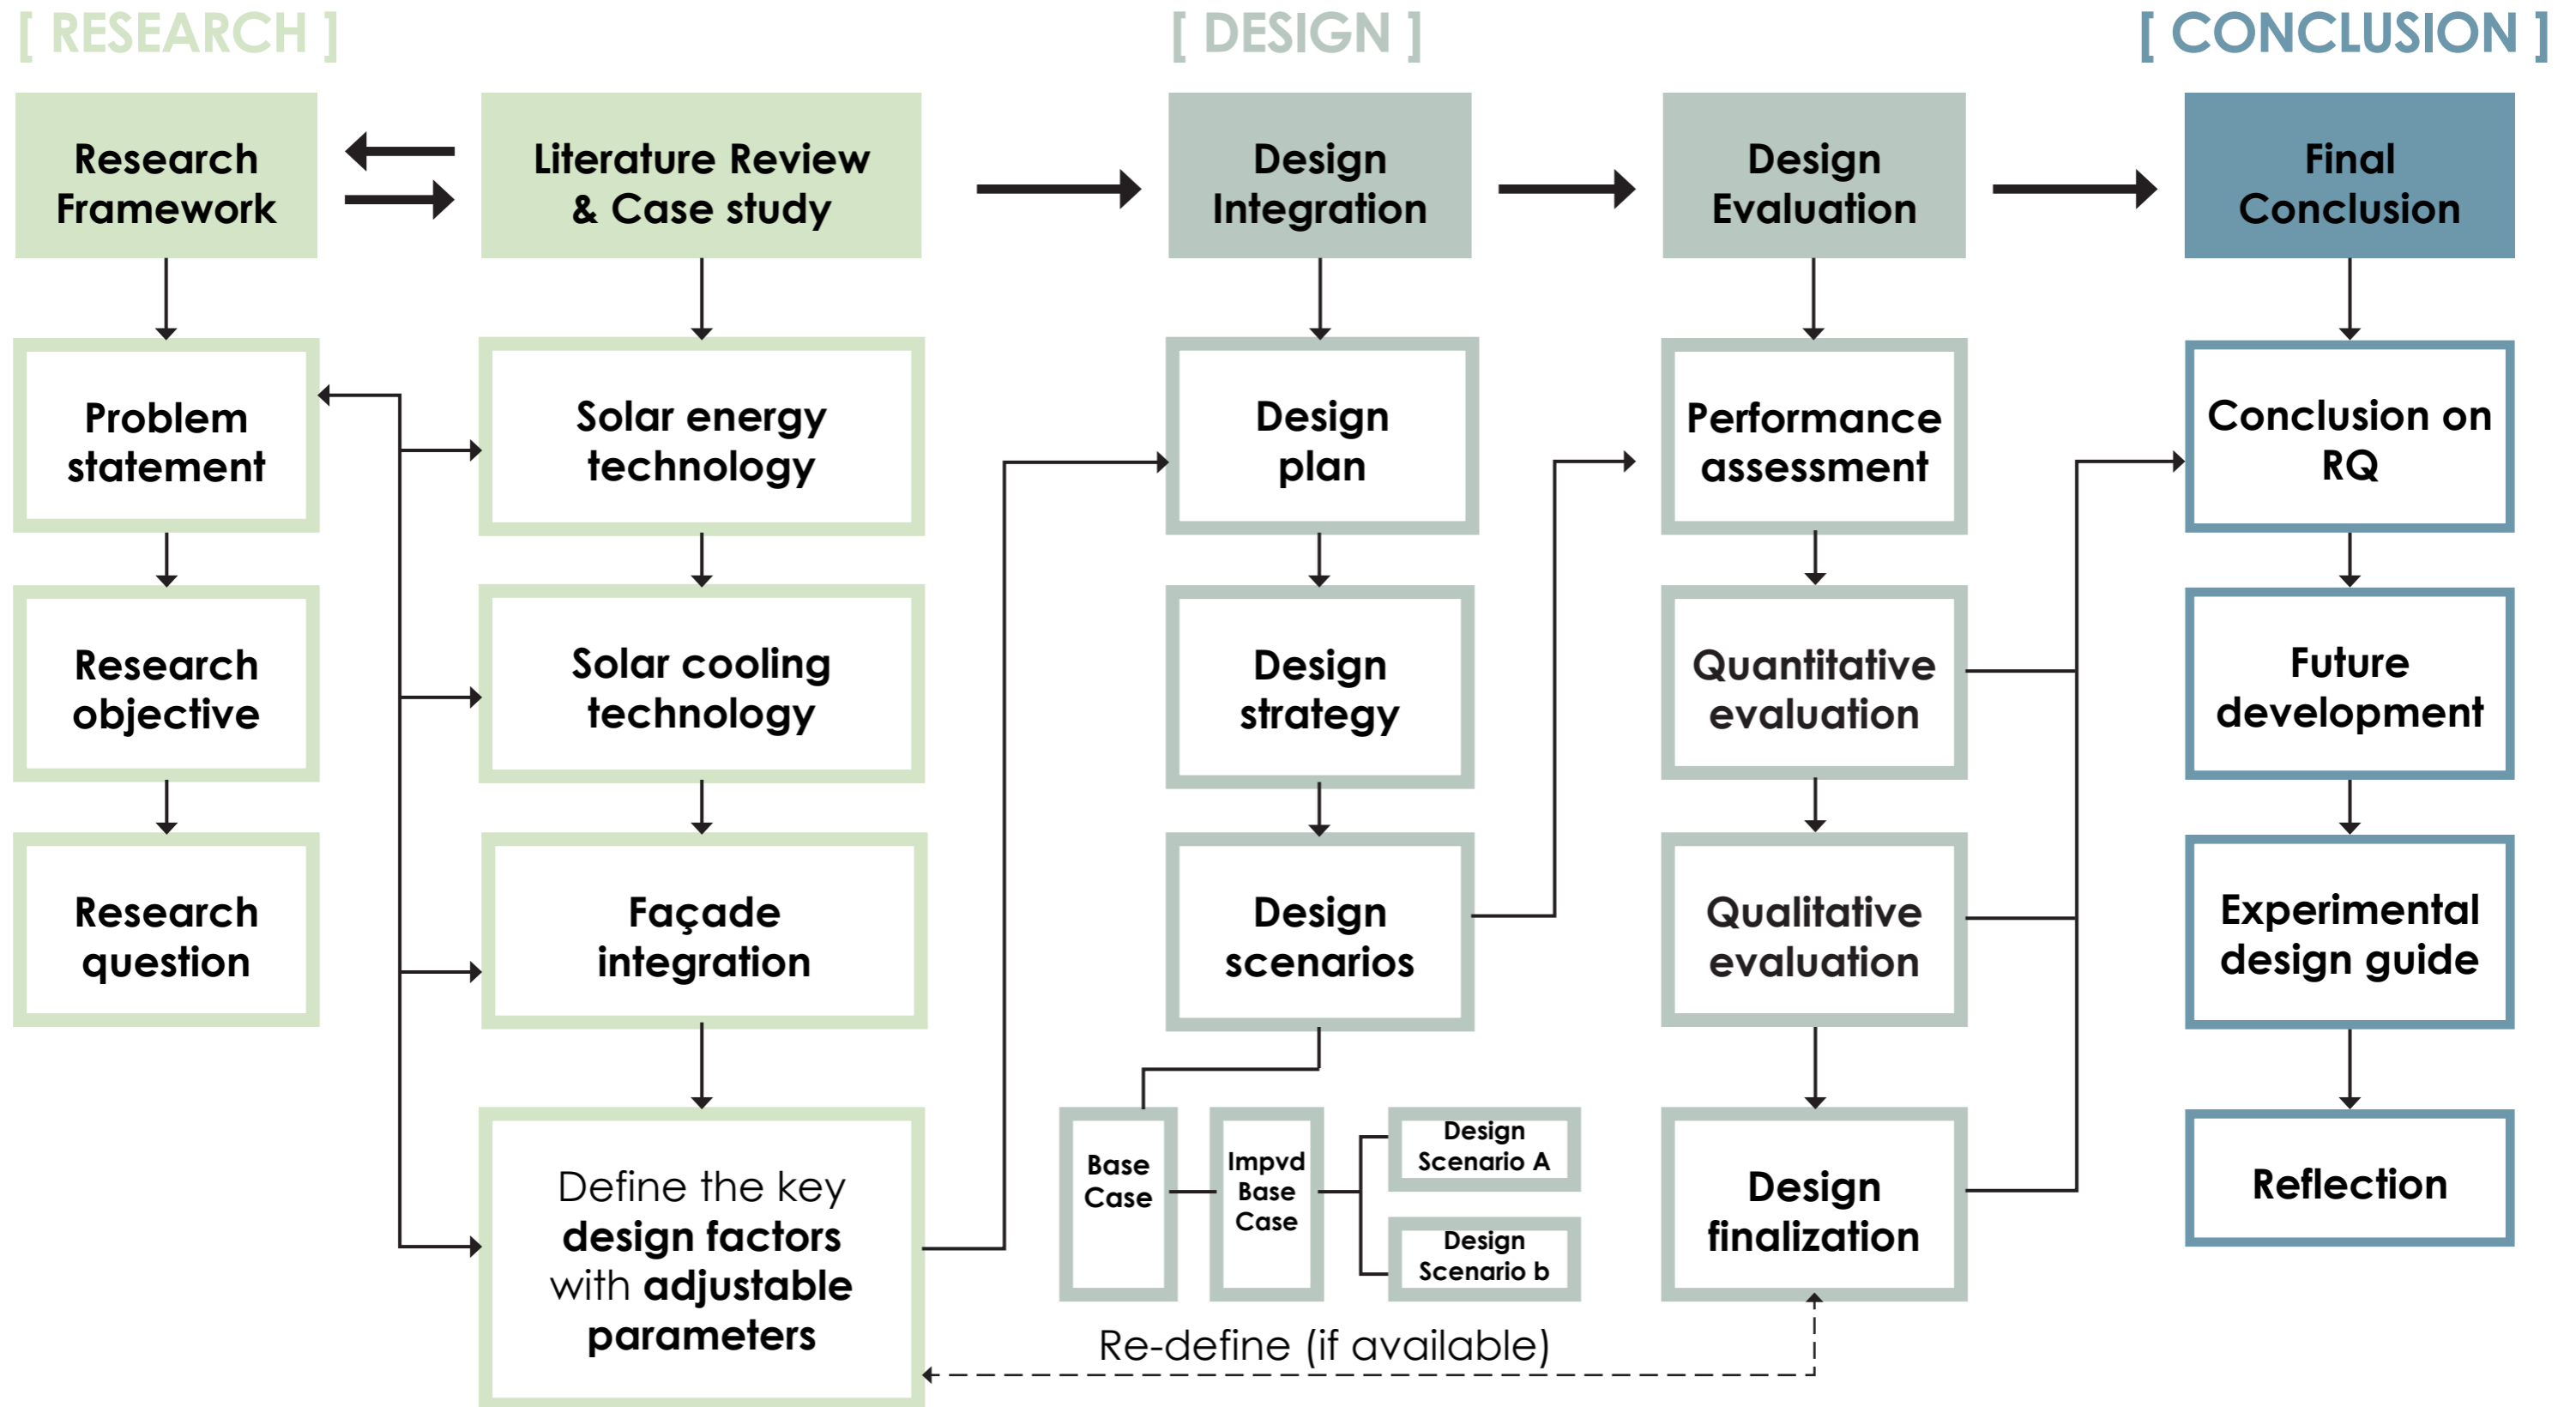 [ RESEARCH ]
[ DESIGN ]
[ CONCLUSION ]
Research
Framework
Literature Review
& Case study
Design
Integration
Design
Evaluation
Final
Conclusion
Problem
statement
Research
objective
Research
question
Solar energy
technology
Solar cooling
technology
Façade
integration
Define the key
design factors
with adjustable
parameters
Design
plan
Design
strategy
Design
scenarios
Base
Case
Impvd
Base
Case
Design
Scenario A
Design
Scenario b
Re-define (if available)
Performance
assessment
Quantitative
evaluation
Qualitative
evaluation
Design
finalization
Conclusion on
RQ
Future
development
Experimental
design guide
Reflection